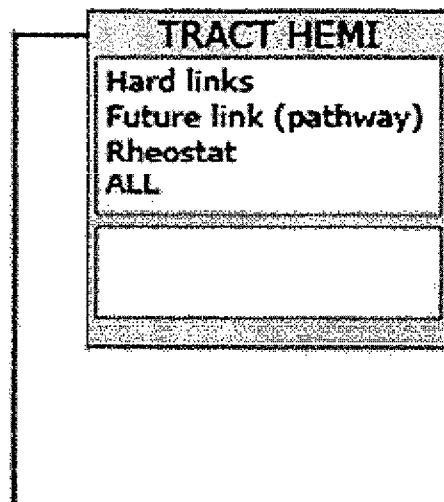 TRACT HEMI
Hard links
Future link (pathway)
Rheostat
ALL